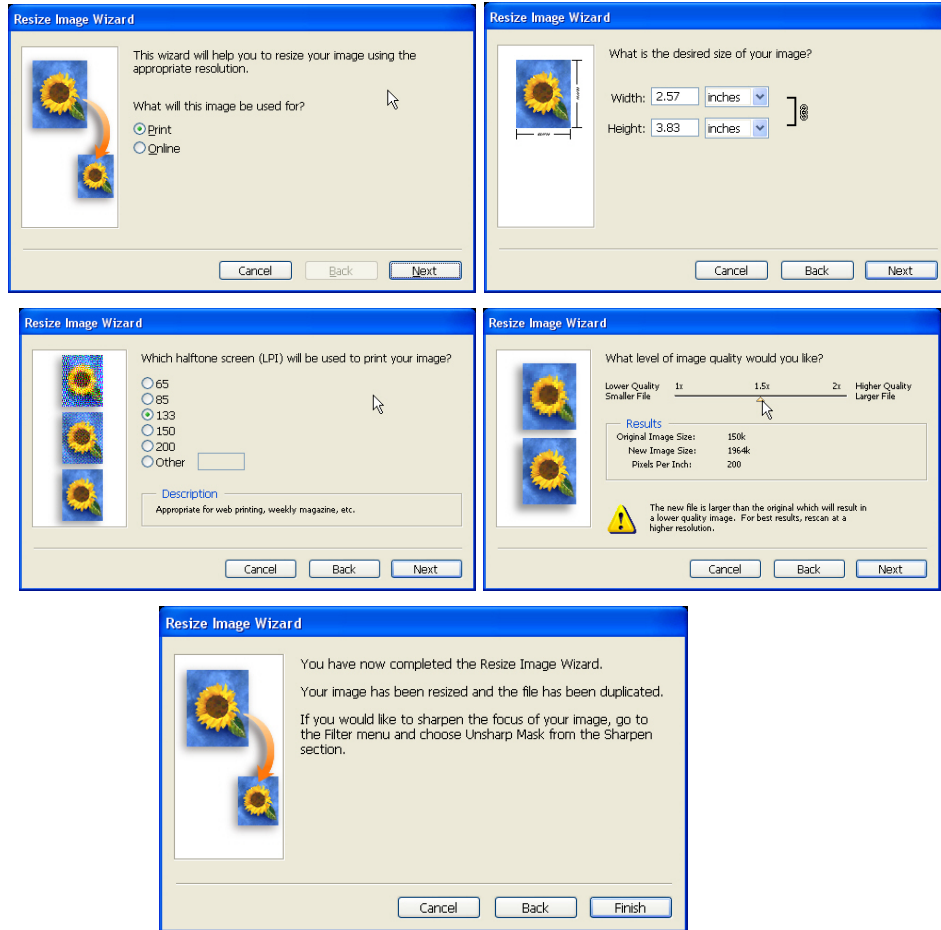 Resize Image Wizard
This wizard will help you to resize your image using the
appropriate resolution.
What will this image be used for?
Print
Online
Cancel Back Next
Resize Image Wizard
What is the desired size of your image?
Width: 2.57 inches
Height: 3.83 inches
Cancel Back Next
Resize Image Wizard
Which halftone screen (LPI) will be used to print your image?
65
85
133
150
200
Other
Description
Appropriate for web printing, weekly magazine, etc.
Cancel Back Next
Resize Image Wizard
What level of image quality would you like?
Lower Quality 1x 1.5x 2x Higher Quality
Smaller File Larger File
Results
Original Image Size: 150k
New Image Size: 1964k
Pixels Per Inch: 200
The new file is larger than the original which will result in
a lower quality image. For best results, rescan at a
higher resolution.
Cancel Back Next
Resize Image Wizard
You have now completed the Resize Image Wizard.
Your image has been resized and the file has been duplicated.
If you would like to sharpen the focus of your image, go to
the Filter menu and choose Unsharp Mask from the Sharpen
section.
Cancel Back Finish